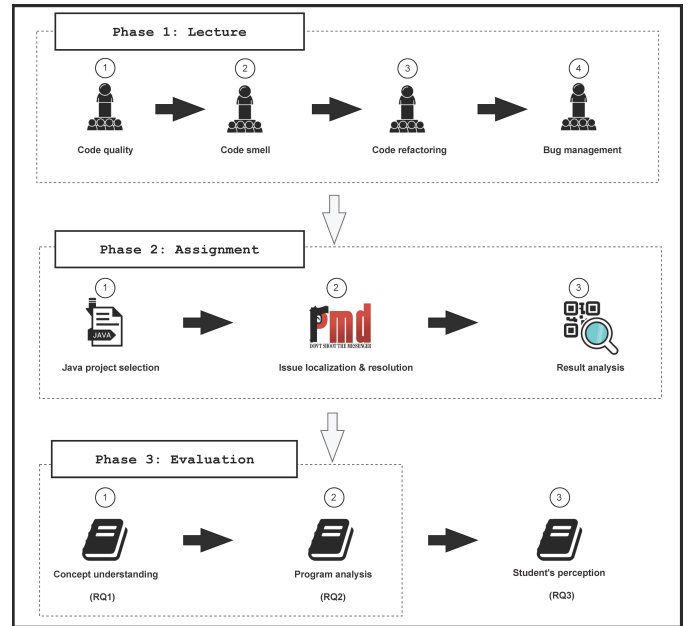 Phase 1: Lecture
1 2 3 4
Code quality Code smell Code refactoring Bug management
Phase 2: Assignment
1 2 3
JAVA
Pmd
DON'T SHOOT THE MESSENGER
Java project selection Issue localization & resolution Result analysis
Phase 3: Evaluation
1 2 3
Concept understanding Program analysis Student's perception
(RQ1) (RQ2) (RQ3)